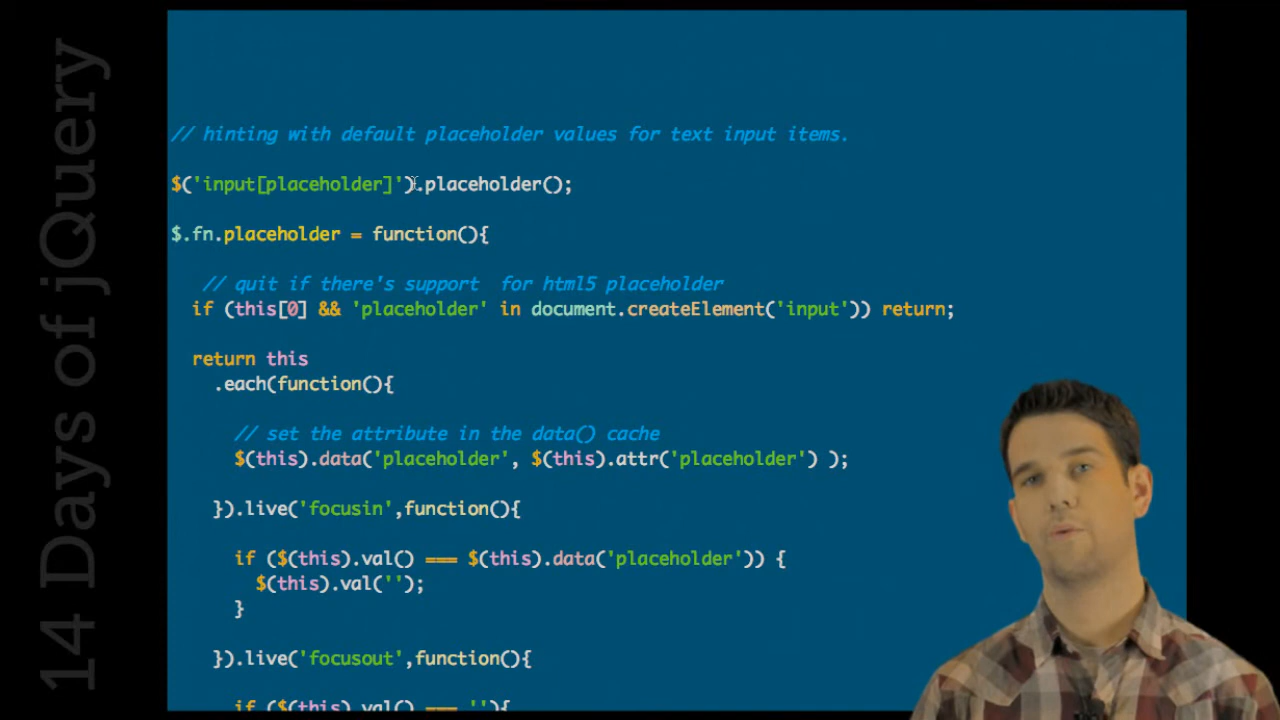 14 Days of jQuery
// hinting with default placeholder values for text input items.
$('input[placeholder]').placeholder();
$.fn.placeholder = function(){
// quit if there's support  for html5 placeholder
if (this[0] && 'placeholder' in document.createElement('input')) return;
return this
.each(function(){
// set the attribute in the data() cache
$(this).data('placeholder', $(this).attr('placeholder') );
}).live('focusin',function(){
if ($(this).val() === $(this).data('placeholder')) {
$(this).val('');
}
}).live('focusout',function(){
if ($(this).val() === ''){